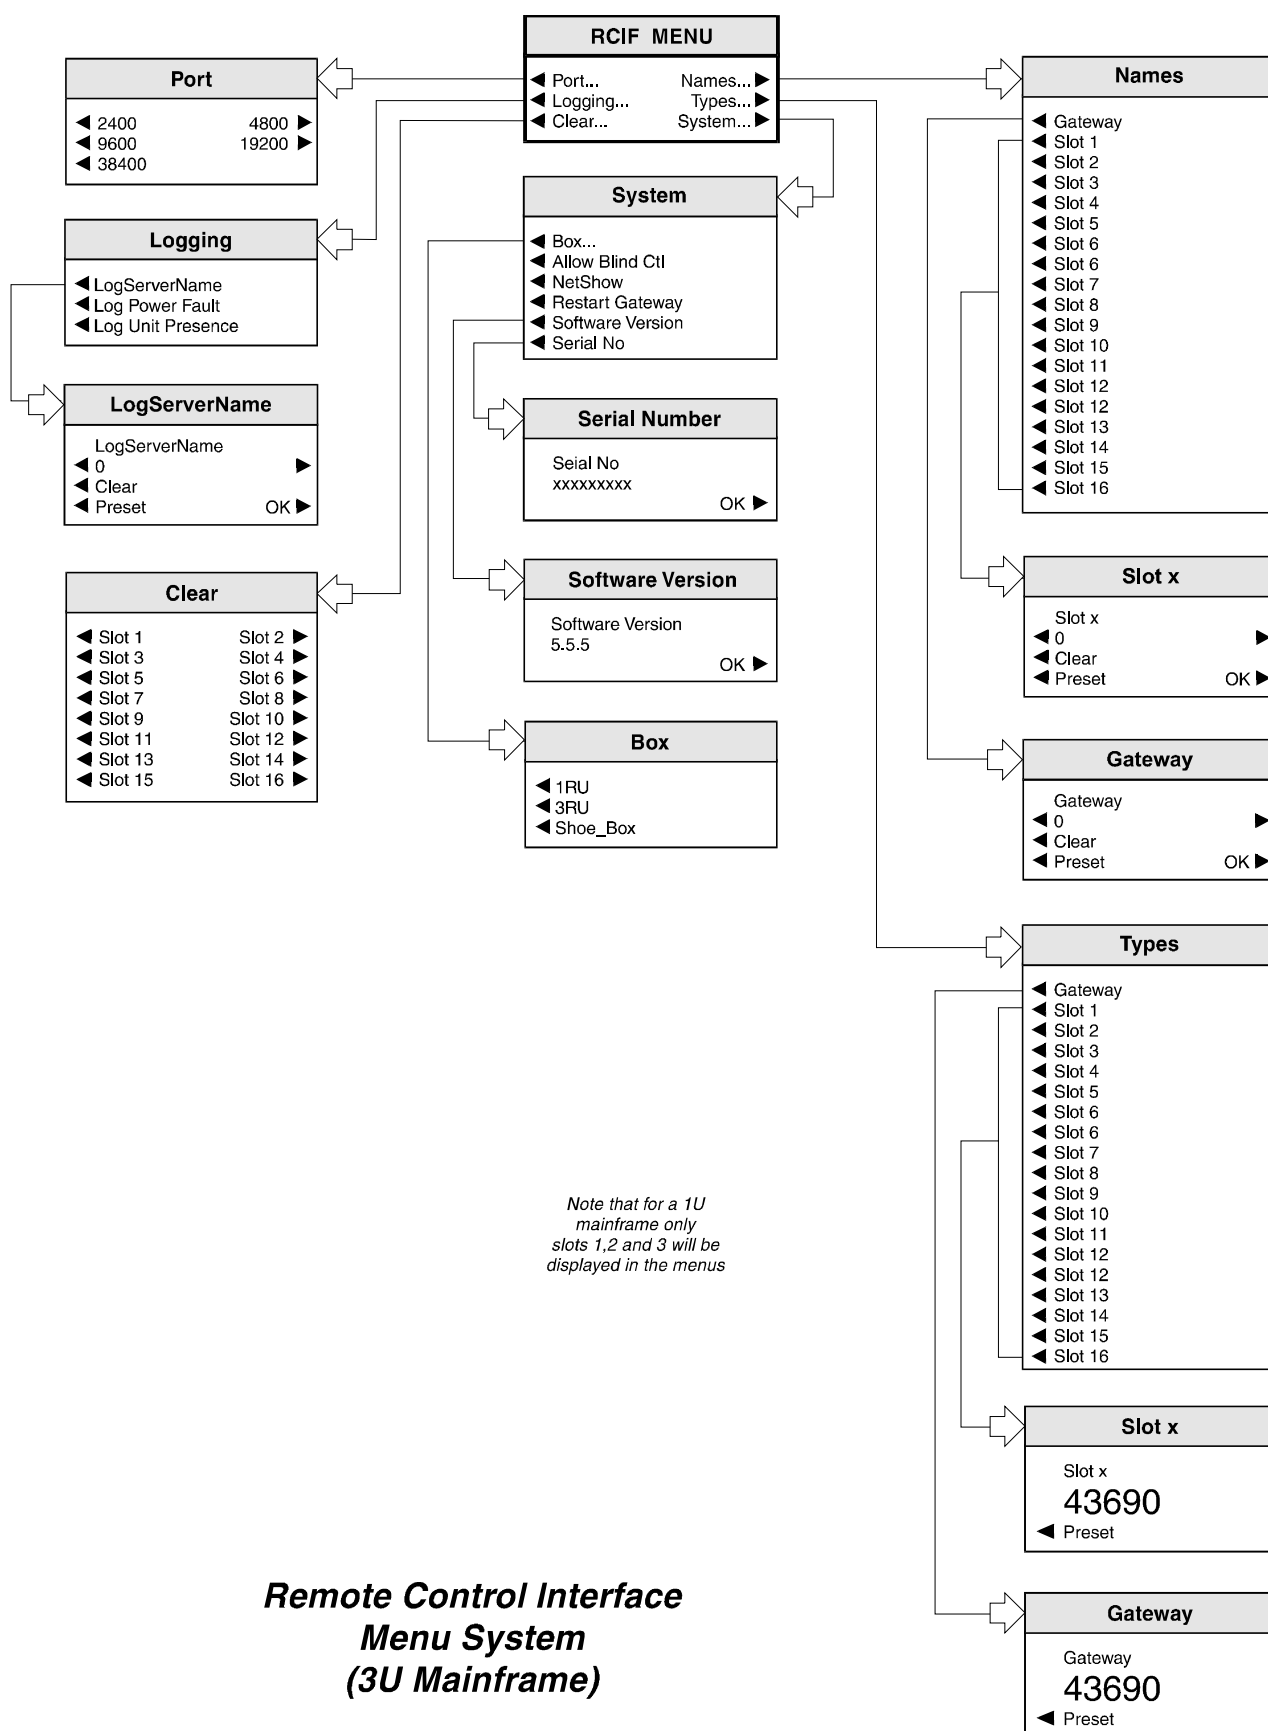 RCIF MENU
Port... Names...
Logging... Types...
Clear... System...
Port
2400 4800
9600 19200
38400
Logging
LogServerName
Log Power Fault
Log Unit Presence
LogServerName
LogServerName
0
Clear
Preset OK
Clear
Slot 1 Slot 2
Slot 3 Slot 4
Slot 5 Slot 6
Slot 7 Slot 8
Slot 9 Slot 10
Slot 11 Slot 12
Slot 13 Slot 14
Slot 15 Slot 16
System
Box...
Allow Blind Ctl
NetShow
Restart Gateway
Software Version
Serial No
Serial Number
Seial No
xxxxxxxxx
OK
Software Version
Software Version
5.5.5
OK
Box
1RU
3RU
Shoe_Box
Names
Gateway
Slot 1
Slot 2
Slot 3
Slot 4
Slot 5
Slot 6
Slot 6
Slot 7
Slot 8
Slot 9
Slot 10
Slot 11
Slot 12
Slot 12
Slot 13
Slot 14
Slot 15
Slot 16
Slot x
Slot x
0
Clear
Preset OK
Gateway
Gateway
0
Clear
Preset OK
Types
Gateway
Slot 1
Slot 2
Slot 3
Slot 4
Slot 5
Slot 6
Slot 6
Slot 7
Slot 8
Slot 9
Slot 10
Slot 11
Slot 12
Slot 12
Slot 13
Slot 14
Slot 15
Slot 16
Slot x
Slot x
43690
Preset
Gateway
Gateway
43690
Preset
Note that for a 1U
mainframe only
slots 1,2 and 3 will be
displayed in the menus
Remote Control Interface
Menu System
(3U Mainframe)